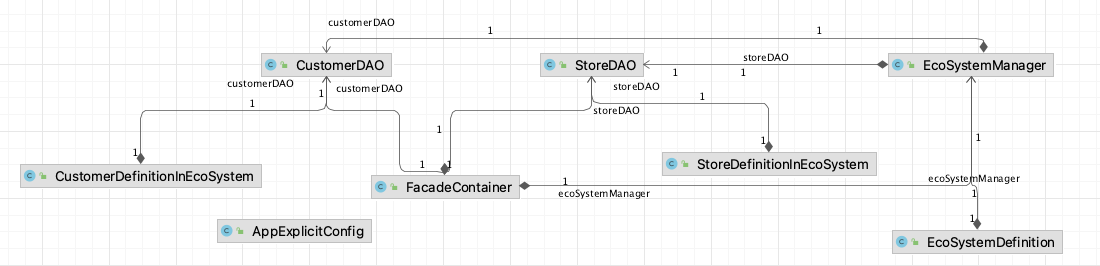 customerDAO
1
1
CustomerDAO
StoreDAO
storeDAO
EcoSystemManager
1
1
customerDAO
1
customerDAO
storeDAO
1
1
storeDAO
1
1
1
1
1
1
1
CustomerDefinitionInEcoSystem
StoreDefinitionInEcoSystem
FacadeContainer
1
ecoSystemManager
ecoSystemManager
1
1
AppExplicitConfig
EcoSystemDefinition